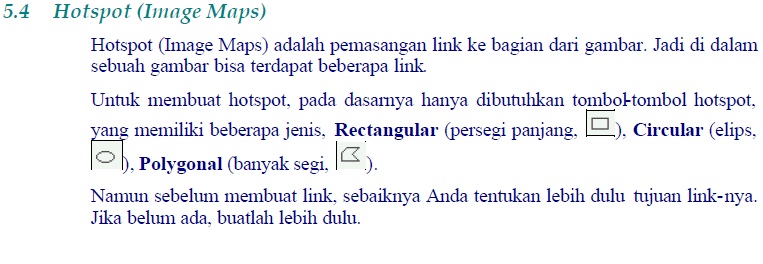 5.4 Hotspot (Image Maps)
Hotspot (Image Maps) adalah pemasangan link ke bagian dari gambar. Jadi di dalam
sebuah gambar bisa terdapat beberapa link.
Untuk membuat hotspot, pada dasarnya hanya dibutuhkan tombol-tombol hotspot,
yang memiliki beberapa jenis, Rectangular (persegi panjang, ), Circular (elips,
), Polygonal (banyak segi, ).
Namun sebelum membuat link, sebaiknya Anda tentukan lebih dulu tujuan link-nya.
Jika belum ada, buatlah lebih dulu.